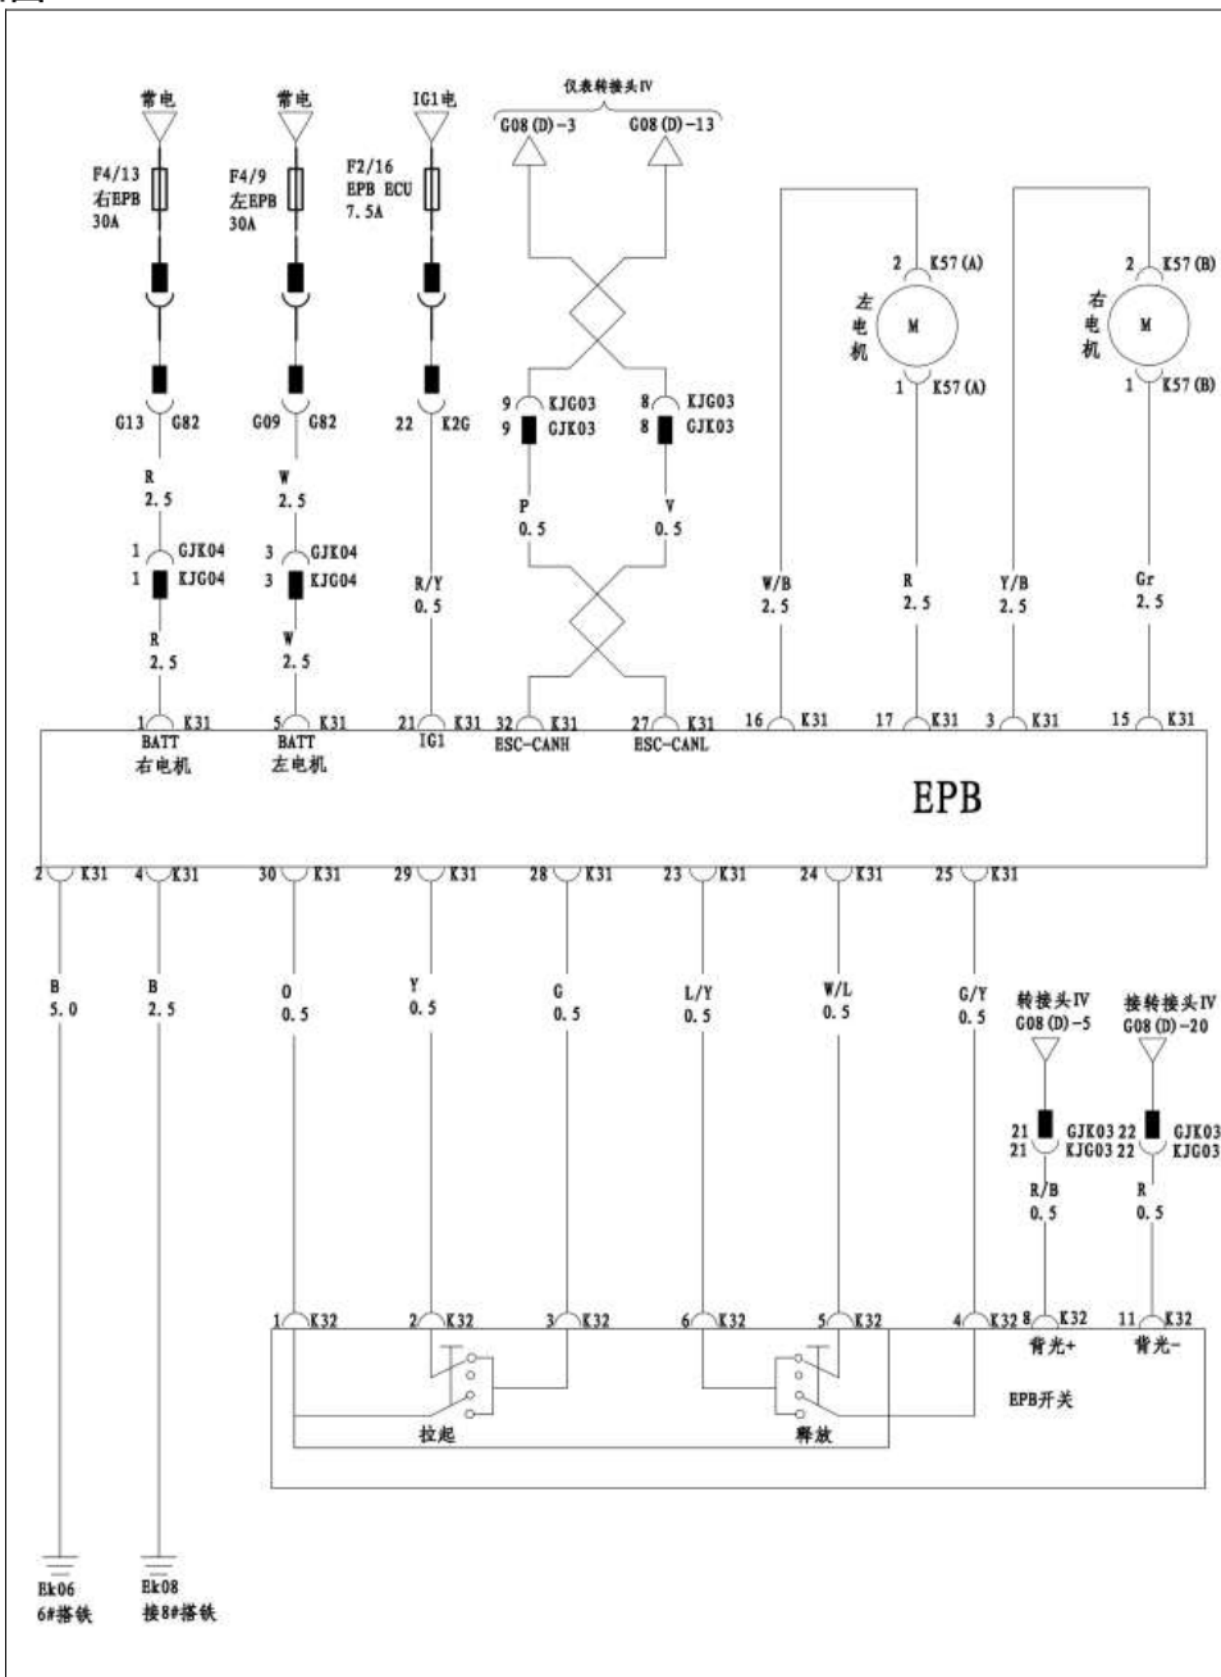 仪表转接头IV
常电
常电
IG1电
G08(D)-3
G08(D)-13
F4/13
右EPB
30A
F4/9
左EPB
30A
F2/16
EPB ECU
7.5A
2 K57(A)
左电机
M
1 K57(A)
2 K57(B)
右电机
M
1 K57(B)
G13 G82
G09 G82
22 K2G
9 KJG03
9 GJK03
8 KJG03
8 GJK03
R
2.5
W
2.5
P
0.5
V
0.5
1 GJK04
1 KJG04
3 GJK04
3 KJG04
R/Y
0.5
W/B
2.5
R
2.5
Y/B
2.5
Gr
2.5
R
2.5
W
2.5
1 K31
5 K31
21 K31
32 K31
27 K31
16 K31
17 K31
3 K31
15 K31
BATT
右电机
BATT
左电机
IG1
ESC-CANH
ESC-CANL
EPB
2 K31
4 K31
30 K31
29 K31
28 K31
23 K31
24 K31
25 K31
B
5.0
B
2.5
O
0.5
Y
0.5
G
0.5
L/Y
0.5
W/L
0.5
G/Y
0.5
转接头IV
G08(D)-5
接转接头IV
G08(D)-20
21 GJK03
21 KJG03
22 GJK03
22 KJG03
R/B
0.5
R
0.5
1 K32
2 K32
3 K32
6 K32
5 K32
4 K32
8 K32
11 K32
背光+
背光-
EPB开关
拉起
释放
Ek06
6#搭铁
Ek08
接8#搭铁